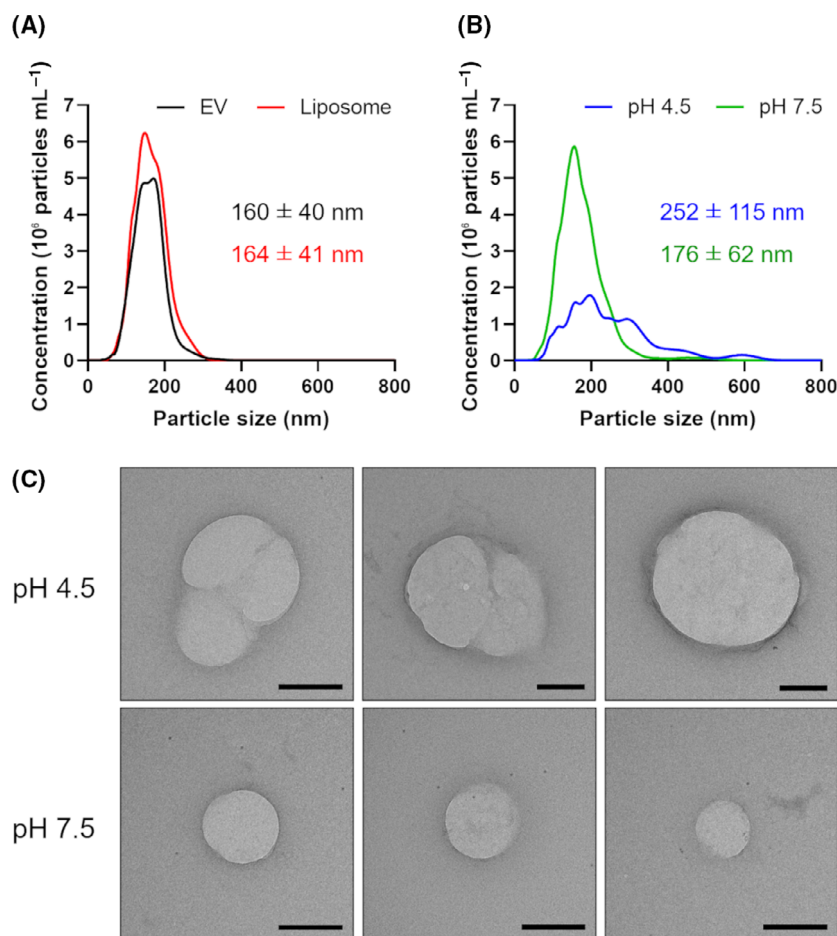 (A)
(B)
Concentration (10⁶ particles mL⁻¹)
7
6
5
4
3
2
1
0
EV
Liposome
160 ± 40 nm
164 ± 41 nm
0 200 400 600 800
Particle size (nm)
Concentration (10⁶ particles mL⁻¹)
7
6
5
4
3
2
1
0
pH 4.5
pH 7.5
252 ± 115 nm
176 ± 62 nm
0 200 400 600 800
Particle size (nm)
(C)
pH 4.5
pH 7.5